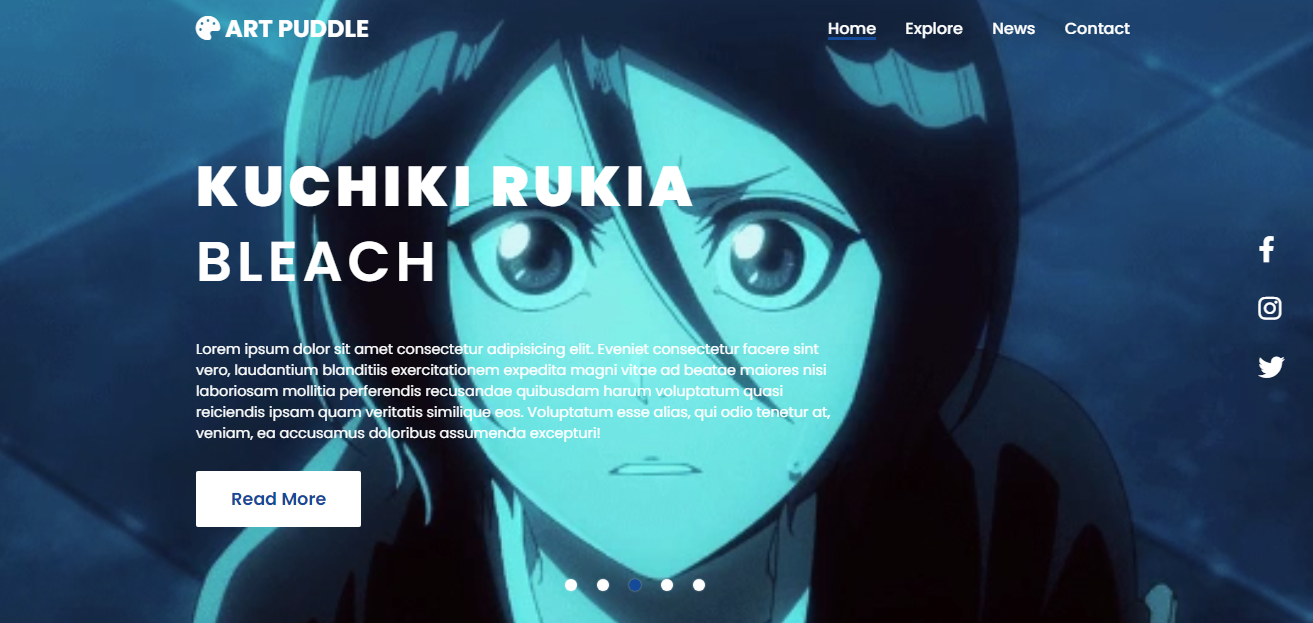 ART PUDDLE
Home
Explore
News
Contact
KUCHIKI RUKIA
BLEACH
Lorem ipsum dolor sit amet consectetur adipisicing elit. Eveniet consectetur facere sint
vero, laudantium blanditiis exercitationem expedita magni vitae ad beatae maiores nisi
laboriosam mollitia perferendis recusandae quibusdam harum voluptatum quasi
reiciendis ipsam quam veritatis similique eos. Voluptatum esse alias, qui odio tenetur at,
veniam, ea accusamus doloribus assumenda excepturi!
Read More